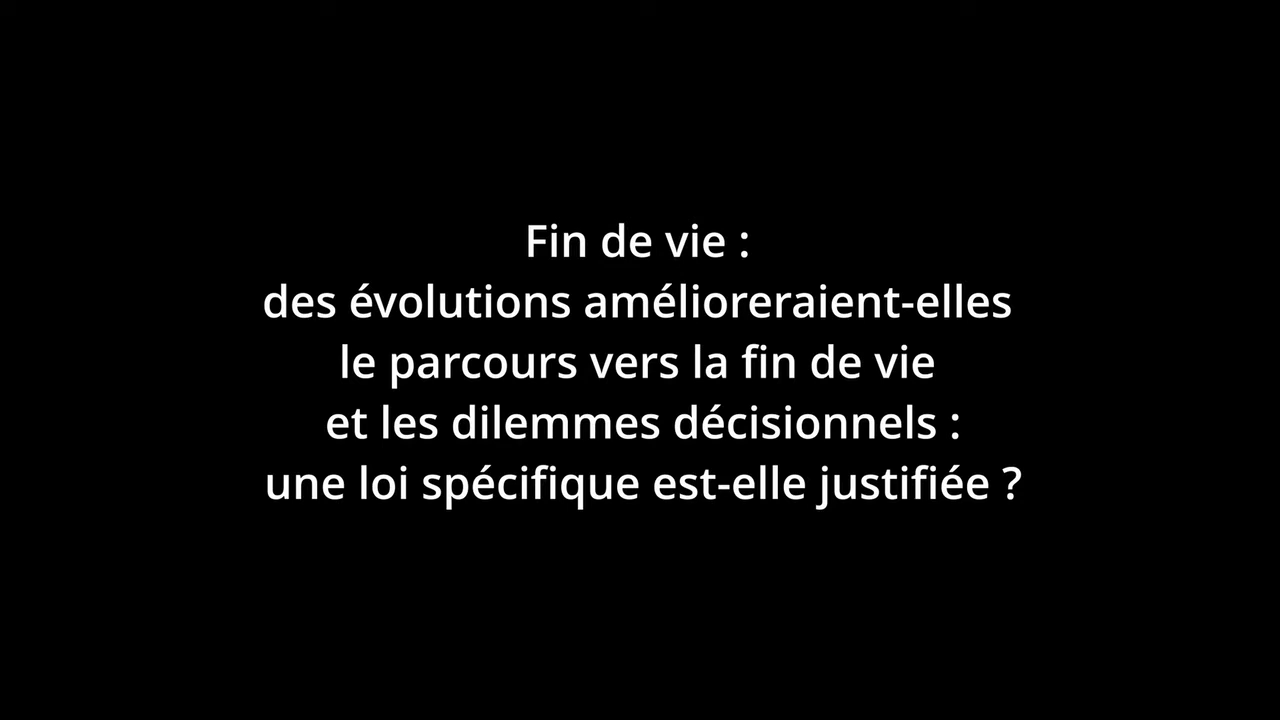 Fin de vie :
des évolutions amélioreraient-elles
le parcours vers la fin de vie
et les dilemmes décisionnels :
une loi spécifique est-elle justifiée ?